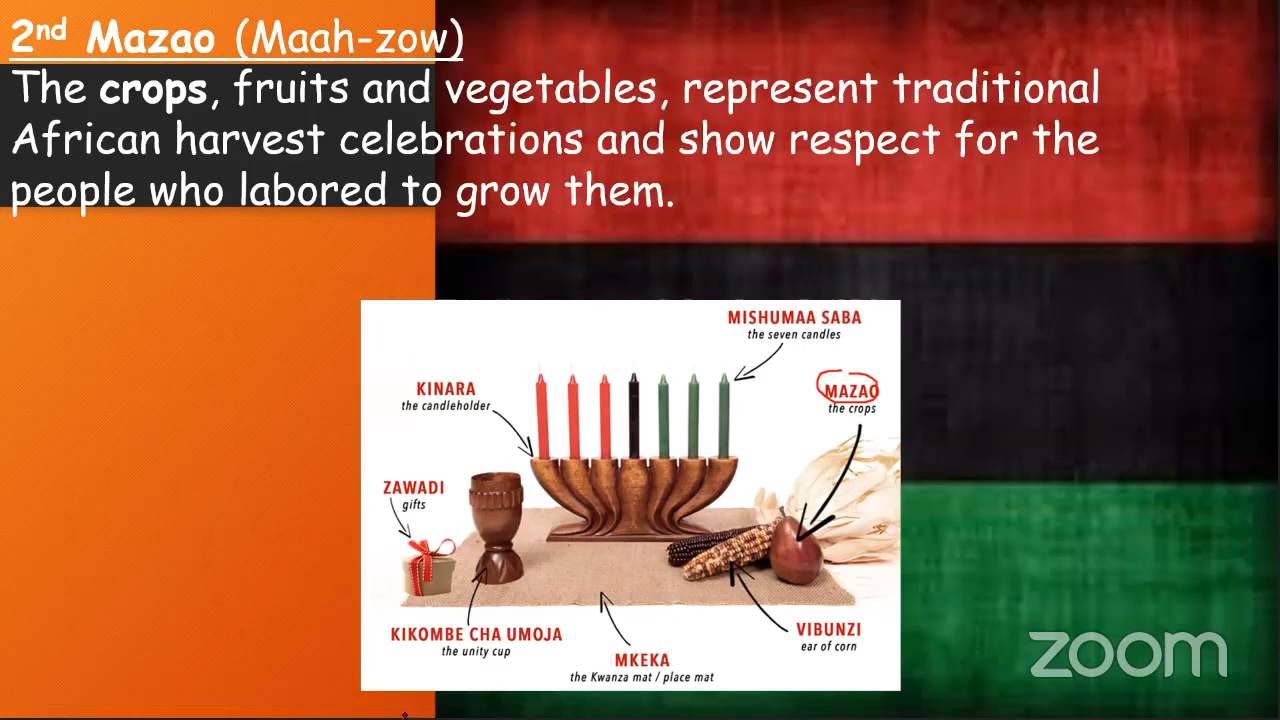 2nd Mazao (Maah-zow)
The crops, fruits and vegetables, represent traditional
African harvest celebrations and show respect for the
people who labored to grow them.
MISHUMAA SABA
the seven candles
KINARA
the candleholder
MAZAO
the crops
ZAWADI
gifts
KIKOMBE CHA UMOJA
the unity cup
VIBUNZI
ear of corn
MKEKA
the Kwanza mat / place mat
zoom